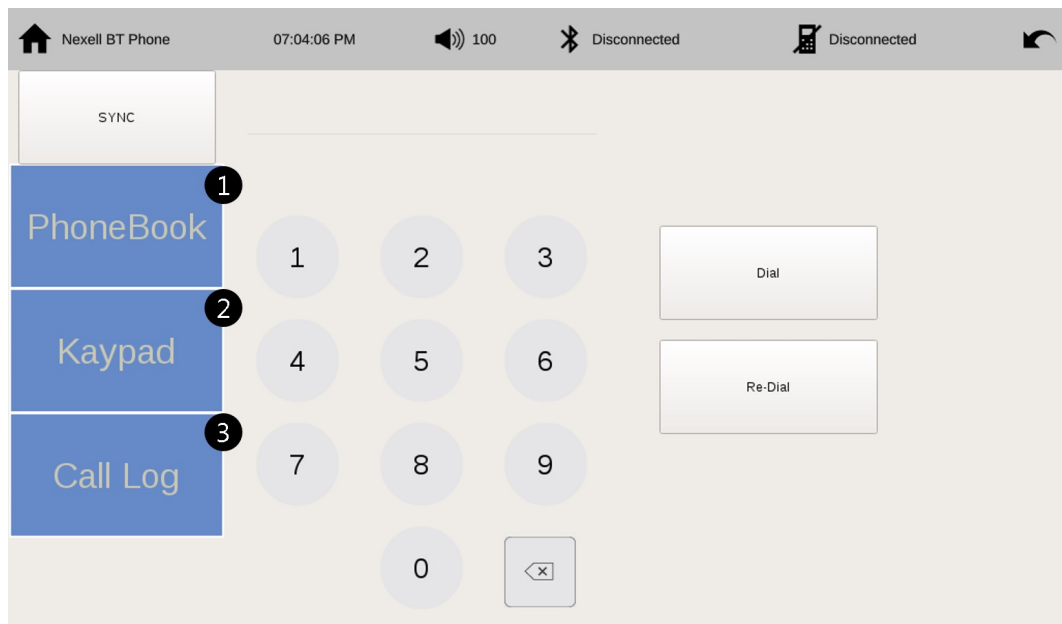 Nexell BT Phone 07:04:06 PM 100 Disconnected Disconnected
SYNC
1
PhoneBook
2
Kaypad
3
Call Log
1 2 3
4 5 6
7 8 9
0
Dial
Re-Dial